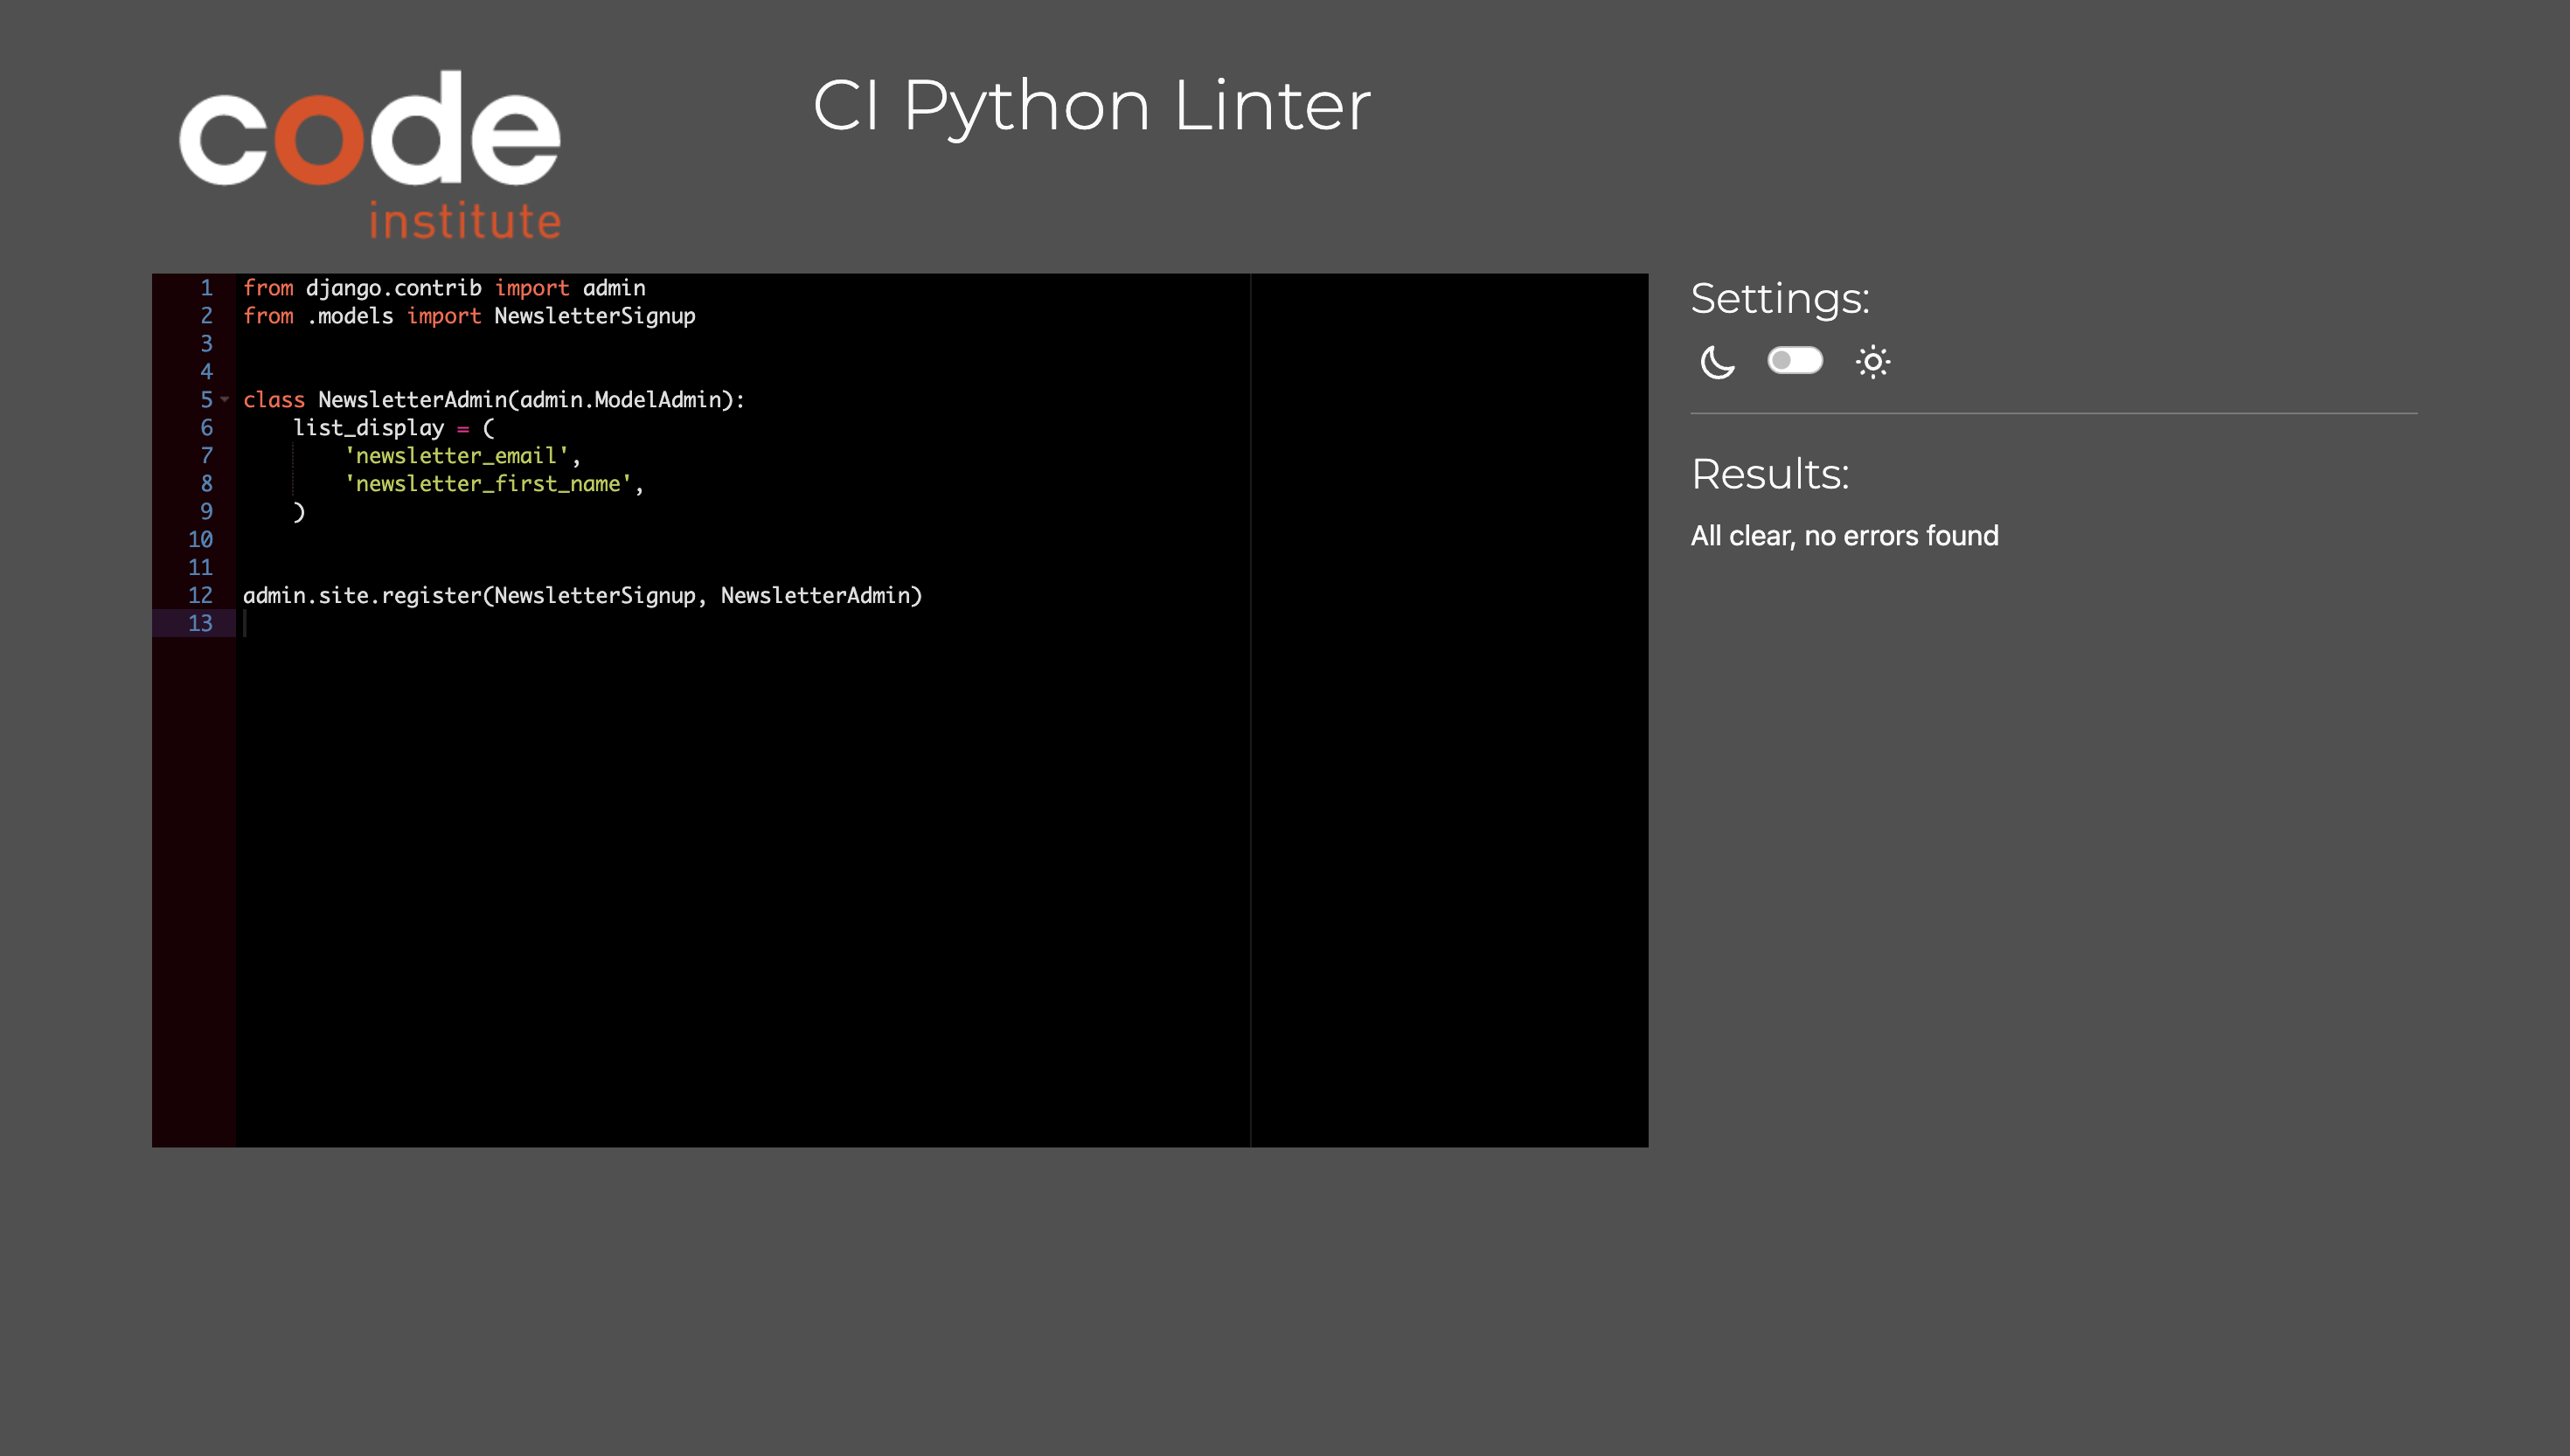 code
institute
CI Python Linter
1 from django.contrib import admin
2 from .models import NewsletterSignup
3
4
5 class NewsletterAdmin(admin.ModelAdmin):
6     list_display = (
7         'newsletter_email',
8         'newsletter_first_name',
9     )
10
11
12 admin.site.register(NewsletterSignup, NewsletterAdmin)
13
Settings:
Results:
All clear, no errors found